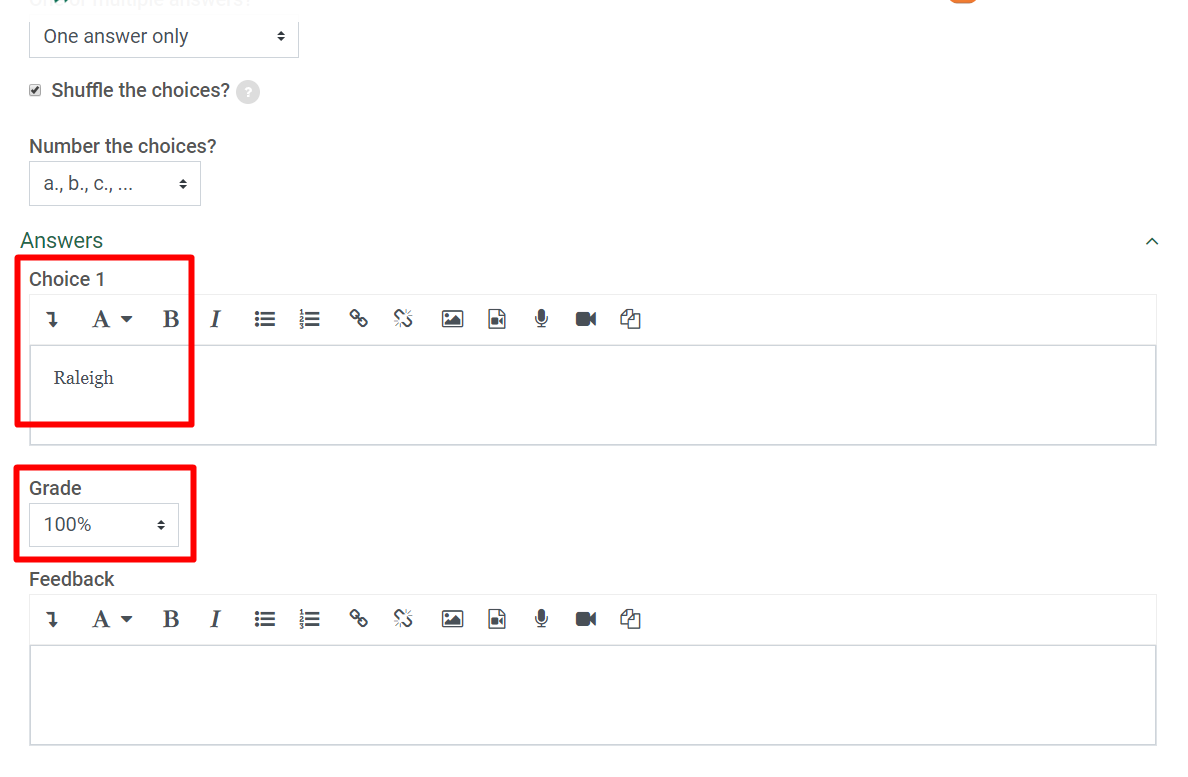 One answer only
Shuffle the choices? ?
Number the choices?
a., b., c., ...
Answers
Choice 1
A B I
Raleigh
Grade
100%
Feedback
A B I